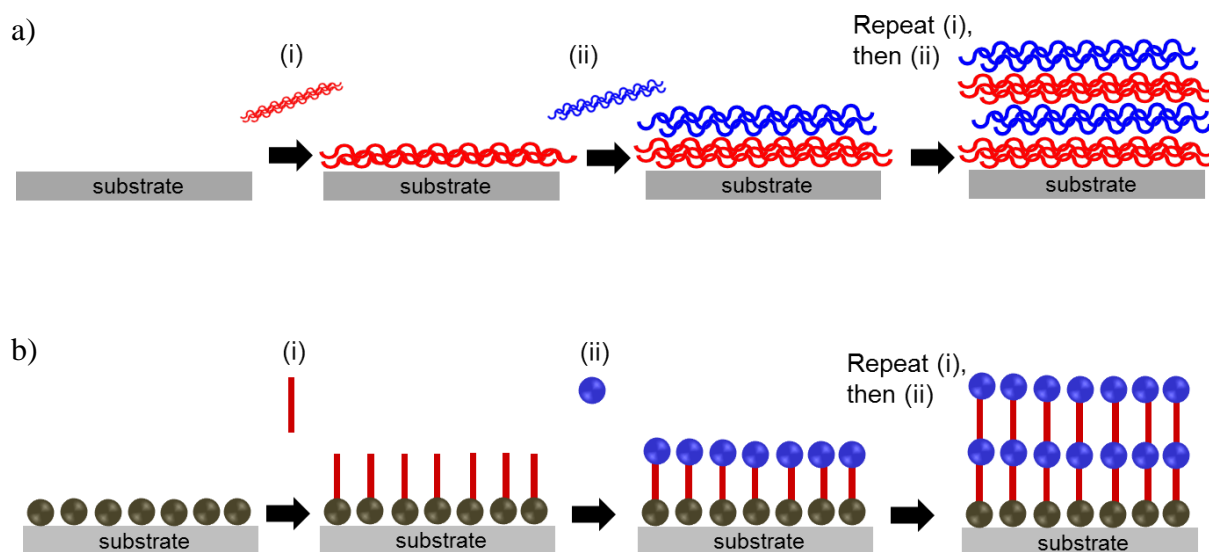 a)
(i)
(ii)
Repeat (i),
then (ii)
substrate
substrate
substrate
substrate
b)
(i)
(ii)
Repeat (i),
then (ii)
substrate
substrate
substrate
substrate